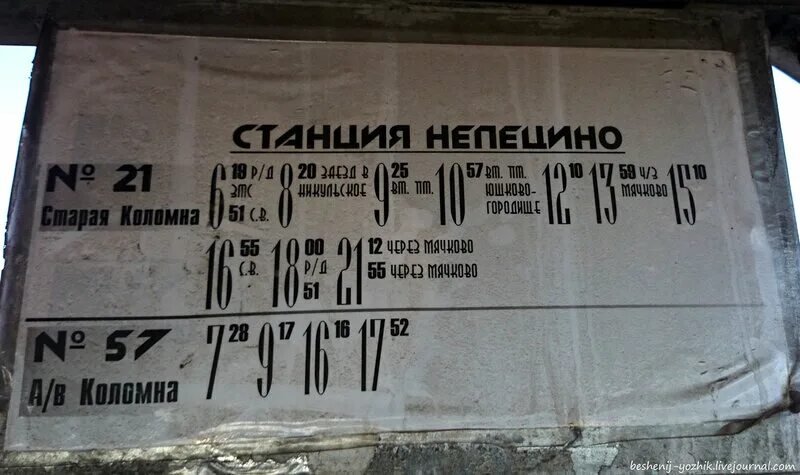 СТАНЦИЯ НЕПЕЦИНО
№ 21
Старая Коломна
6 19 Р/Д ЗТС 51 С.В. 8 20 ЗАЕЗД В НИКУЛЬСКОЕ 9 25 ВТ. ПТ. 10 57 ВТ. ПТ. ЮШКОВО-ГОРОДИЩЕ 12 10 13 59 Ч/З МЯЧКОВО 15 10
16 55 С.В. 18 00 Р/Д 51 21 12 ЧЕРЕЗ МЯЧКОВО 55 ЧЕРЕЗ МЯЧКОВО
№ 57
А/в Коломна
7 28 9 17 16 16 17 52
beshenij-yozhik.livejournal.com